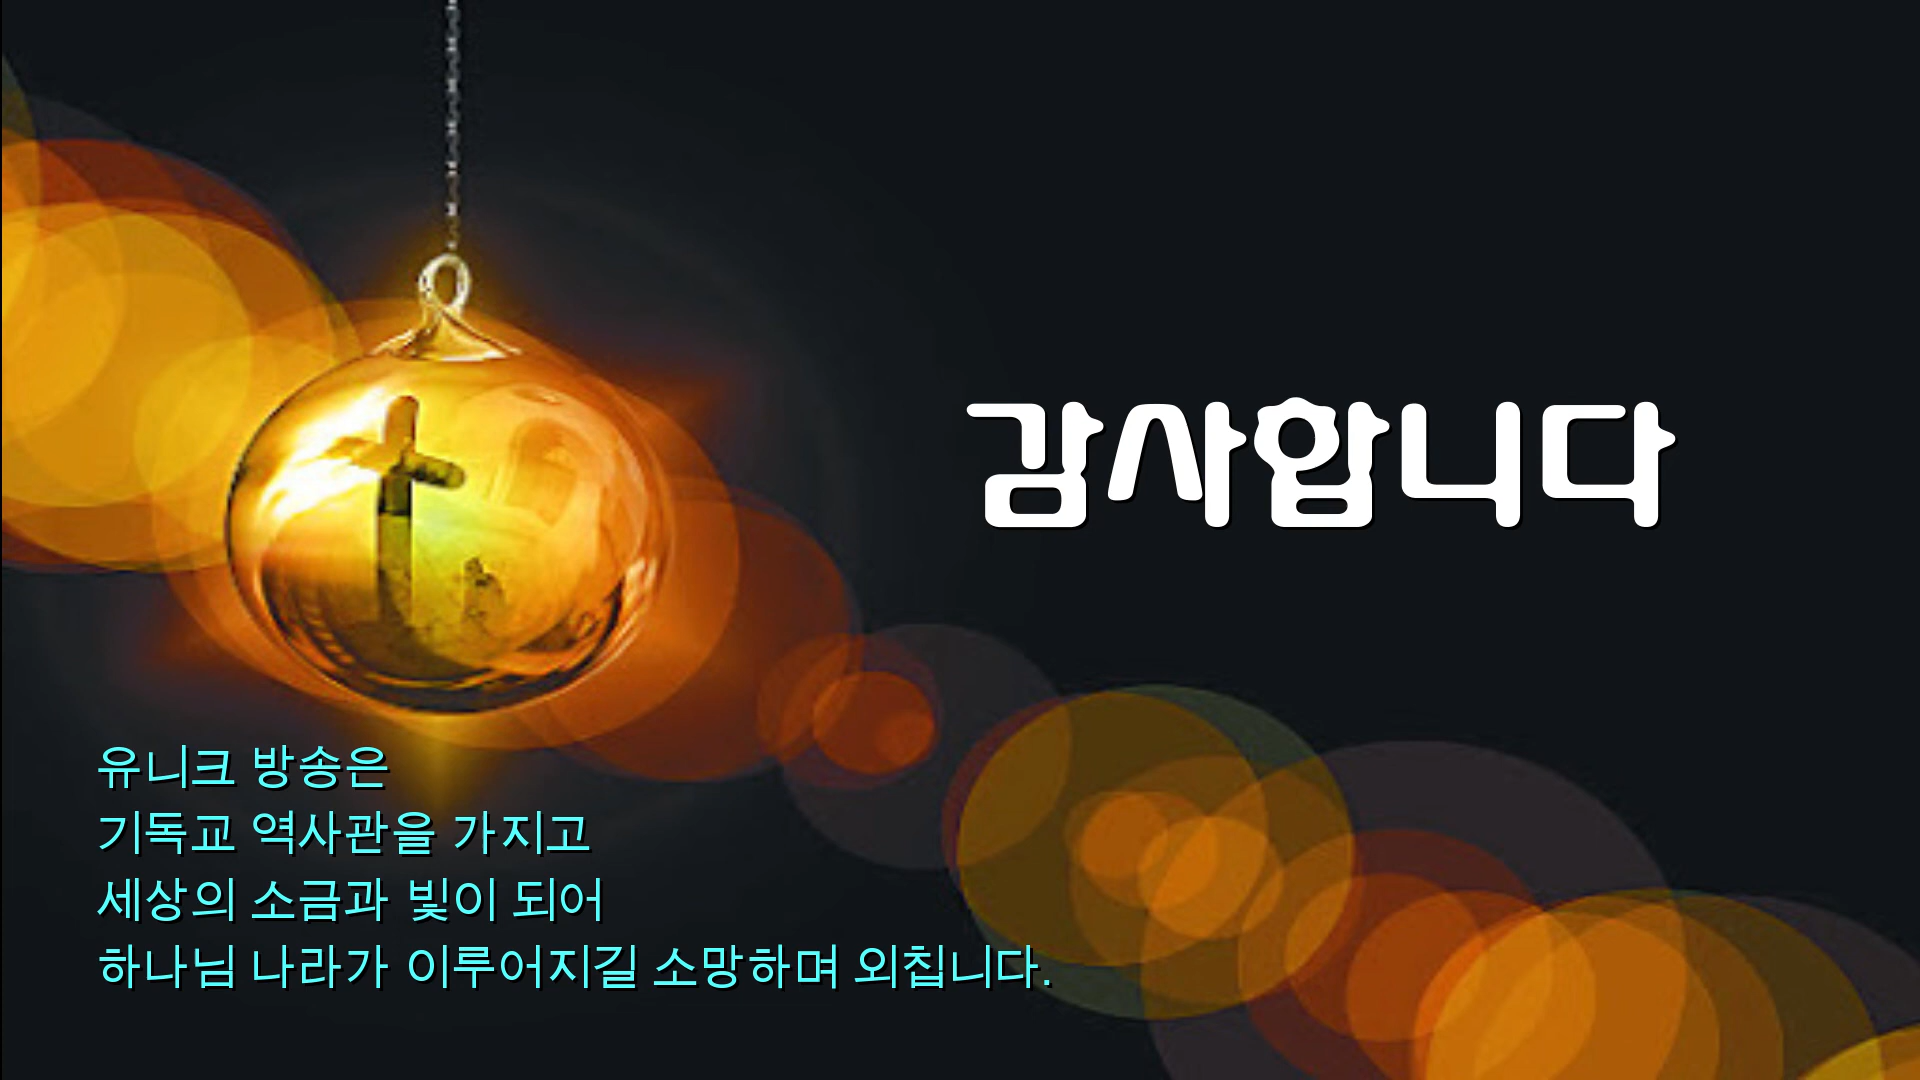 감사합니다
유니크 방송은
기독교 역사관을 가지고
세상의 소금과 빛이 되어
하나님 나라가 이루어지길 소망하며 외칩니다.